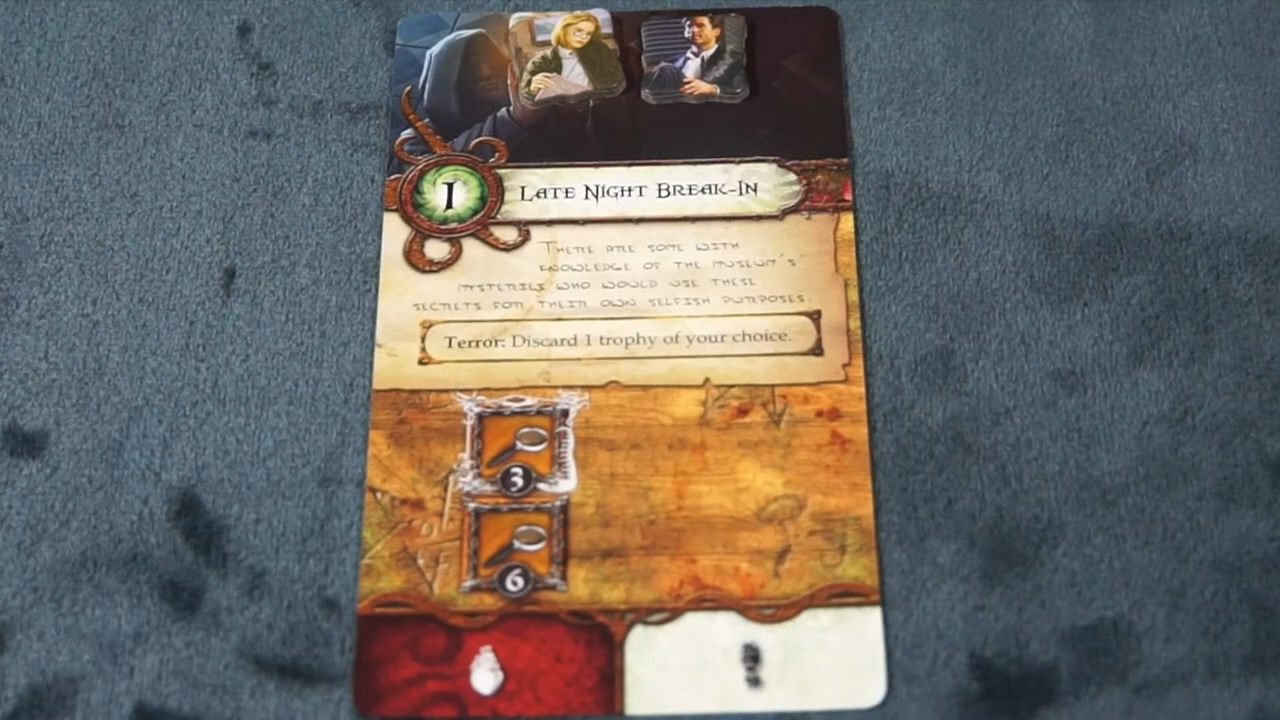 I
LATE NIGHT BREAK-IN
THERE ARE SOME WITH
KNOWLEDGE OF THE MUSEUM'S
MYSTERIES WHO WOULD USE THESE
SECRETS FOR THEIR OWN SELFISH PURPOSES.
Terror: Discard 1 trophy of your choice.
3
6